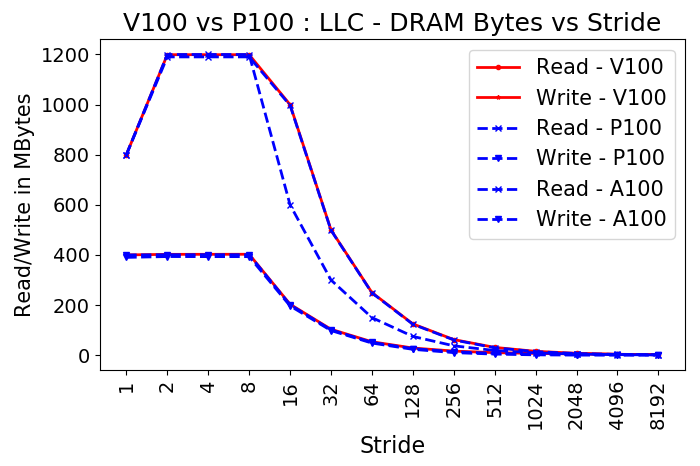 V100 vs P100 : LLC - DRAM Bytes vs Stride
Read/Write in MBytes
1200
1000
800
600
400
200
0
Read - V100
Write - V100
Read - P100
Write - P100
Read - A100
Write - A100
1 2 4 8 16 32 64 128 256 512 1024 2048 4096 8192
Stride